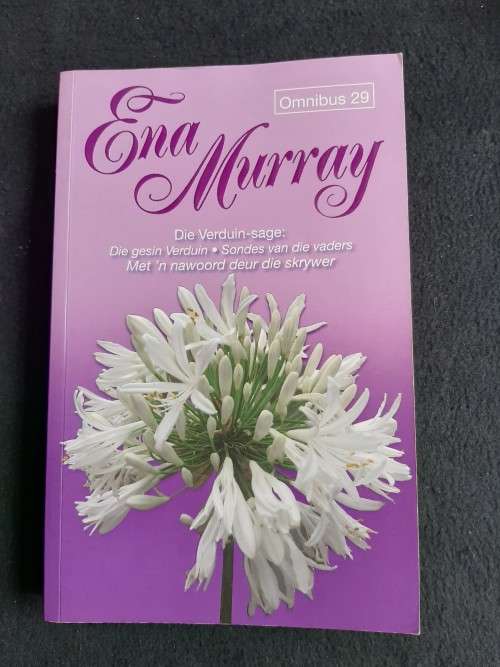 Omnibus 29
Ena
Murray
Die Verduin-sage:
Die gesin Verduin • Sondes van die vaders
Met 'n nawoord deur die skrywer